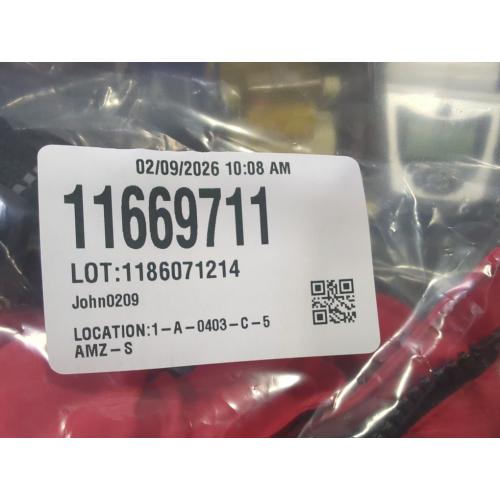 02/09/2026 10:08 AM
11669711
LOT:1186071214
John0209
LOCATION:1-A-0403-C-5
AMZ-S